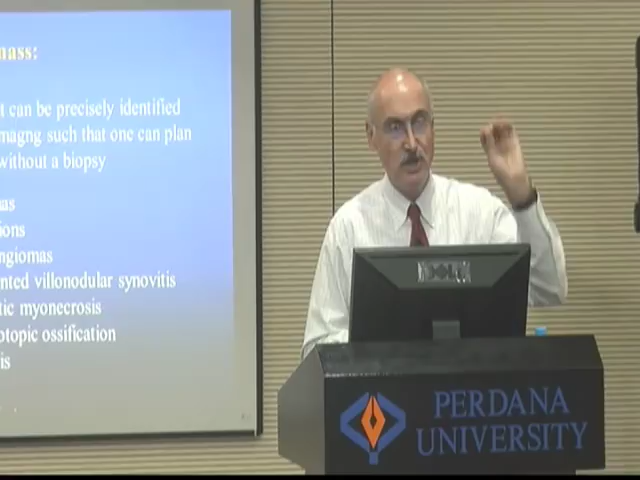 mass:
t can be precisely identified
magng such that one can plan
without a biopsy
as
ions
ngiomas
nted villonodular synovitis
tic myonecrosis
otopic ossification
is
DELL
PERDANA
UNIVERSITY